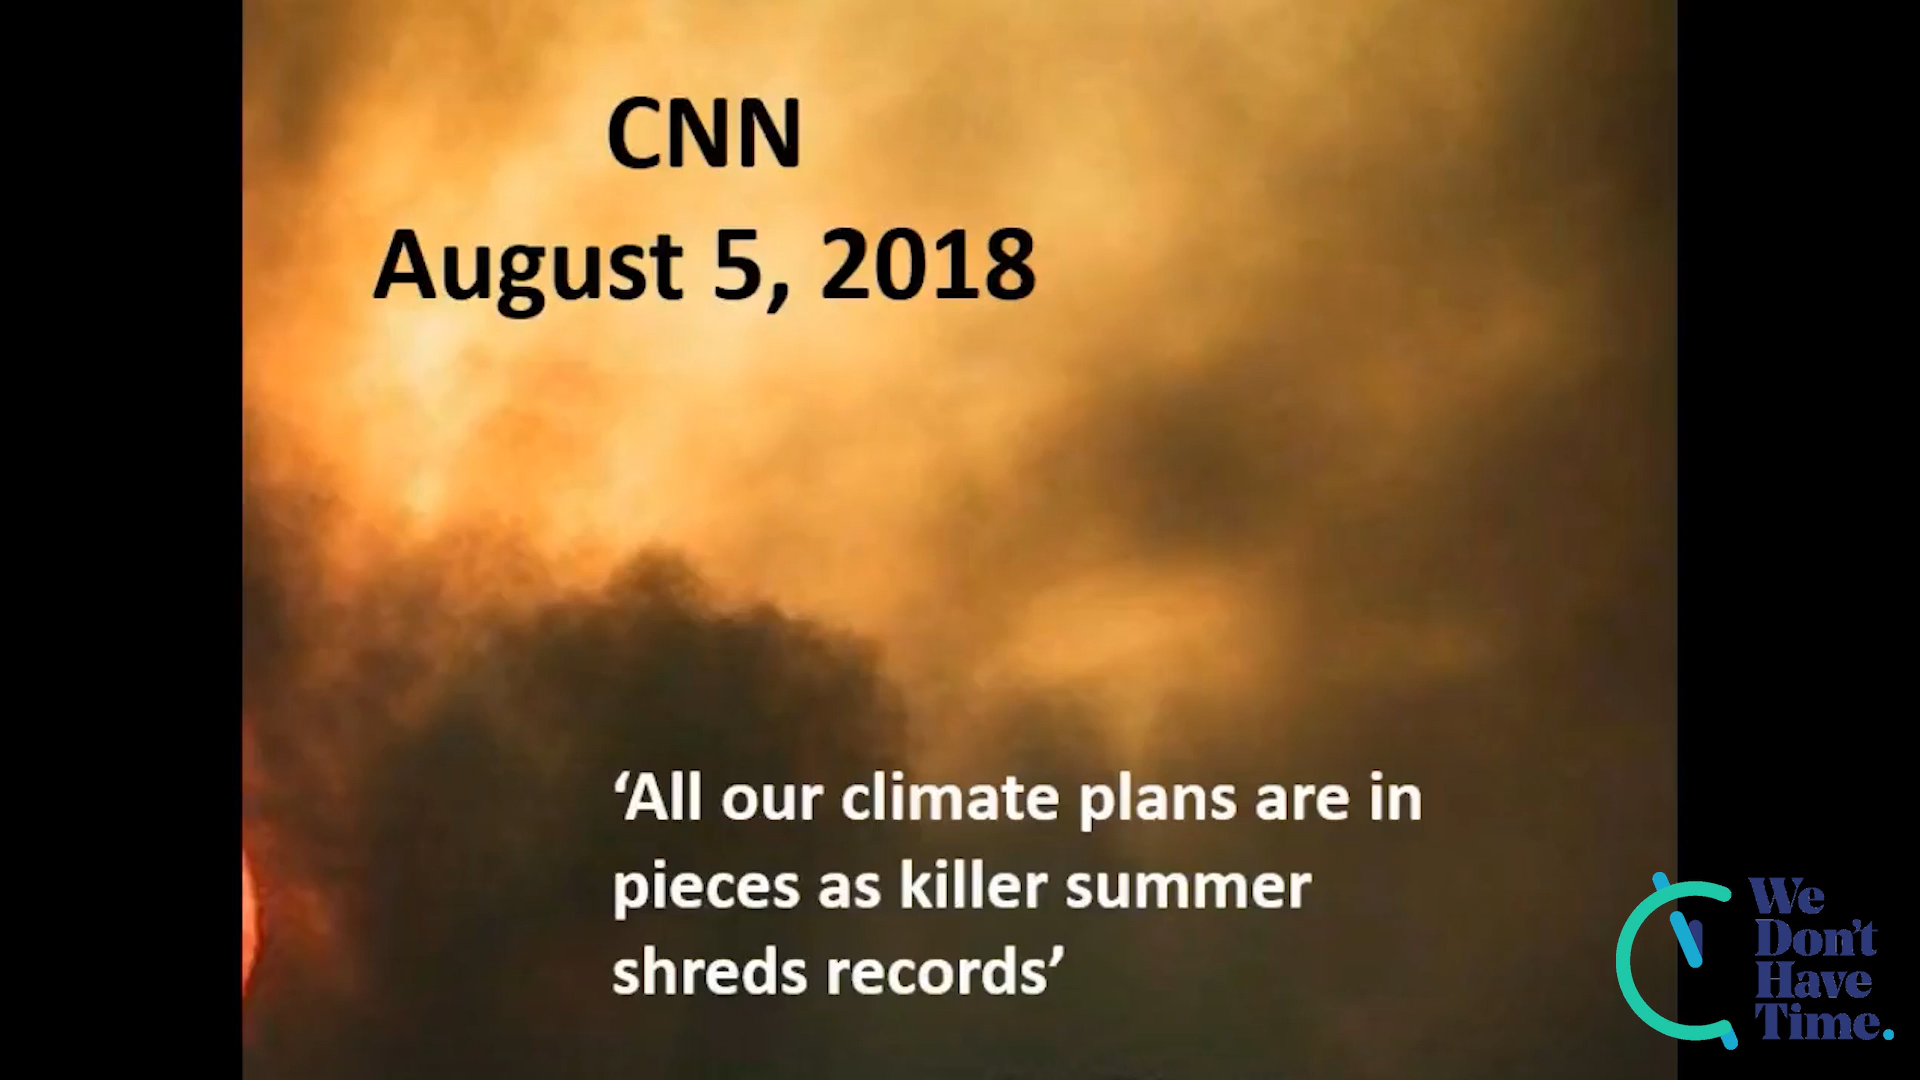 CNN
August 5, 2018
‘All our climate plans are in
pieces as killer summer
shreds records’
We
Don't
Have
Time.